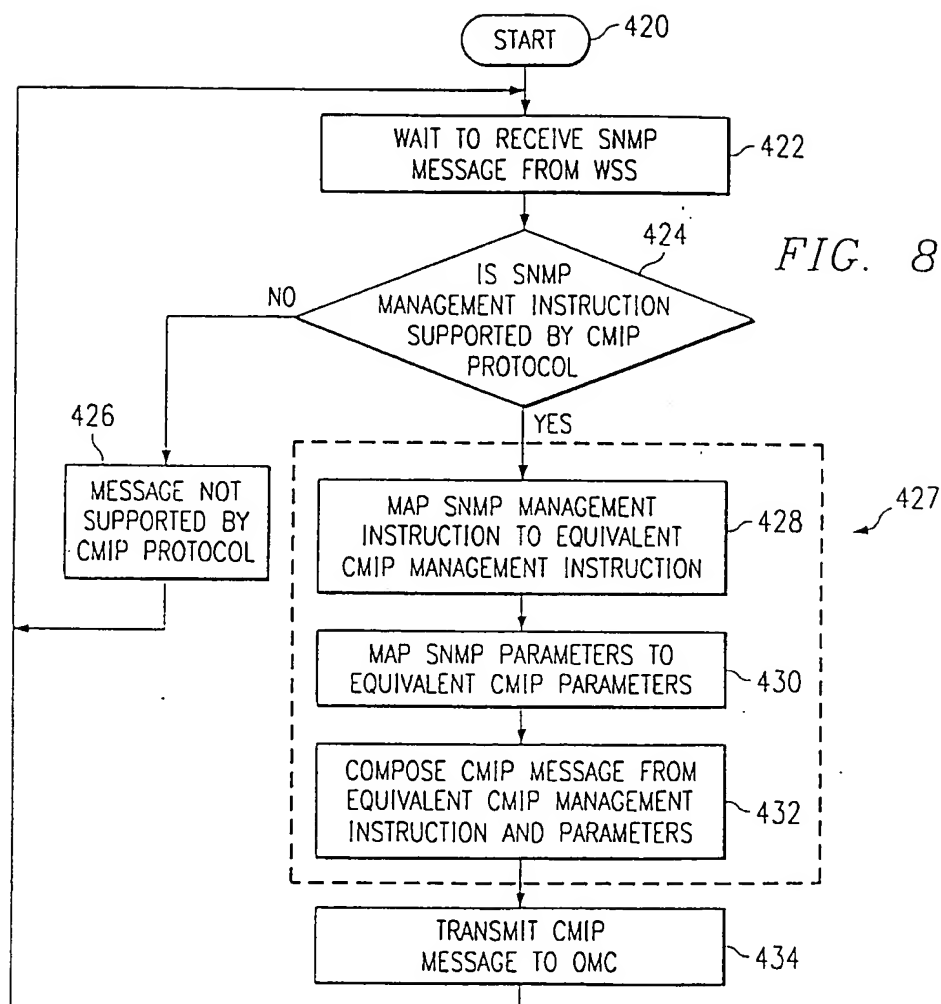 START
420
WAIT TO RECEIVE SNMP
MESSAGE FROM WSS
422
424
FIG. 8
IS SNMP
MANAGEMENT INSTRUCTION
SUPPORTED BY CMIP
PROTOCOL
NO
YES
426
MESSAGE NOT
SUPPORTED BY
CMIP PROTOCOL
427
MAP SNMP MANAGEMENT
INSTRUCTION TO EQUIVALENT
CMIP MANAGEMENT INSTRUCTION
428
MAP SNMP PARAMETERS TO
EQUIVALENT CMIP PARAMETERS
430
COMPOSE CMIP MESSAGE FROM
EQUIVALENT CMIP MANAGEMENT
INSTRUCTION AND PARAMETERS
432
TRANSMIT CMIP
MESSAGE TO OMC
434